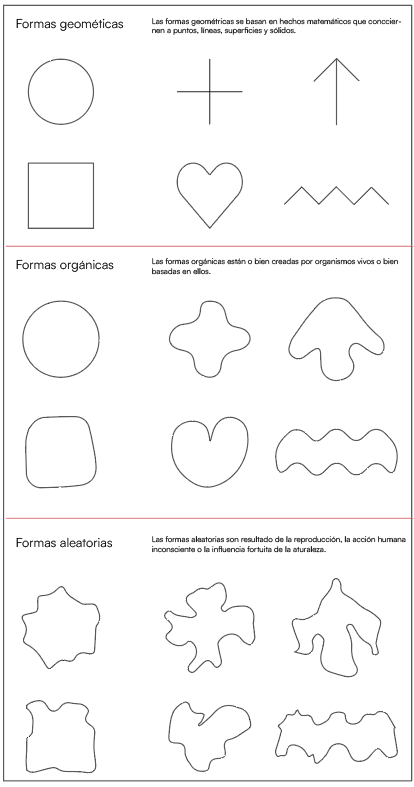 Formas geométicas
Las formas geométricas se basan en hechos matemáticos que conccier-
nen a puntos, líneas, superficies y sólidos.
Formas orgánicas
Las formas orgánicas están o bien creadas por organismos vivos o bien
basadas en ellos.
Formas aleatorias
Las formas aleatorias son resultado de la reproducción, la acción humana
inconsciente o la influencia fortuita de la aturaleza.